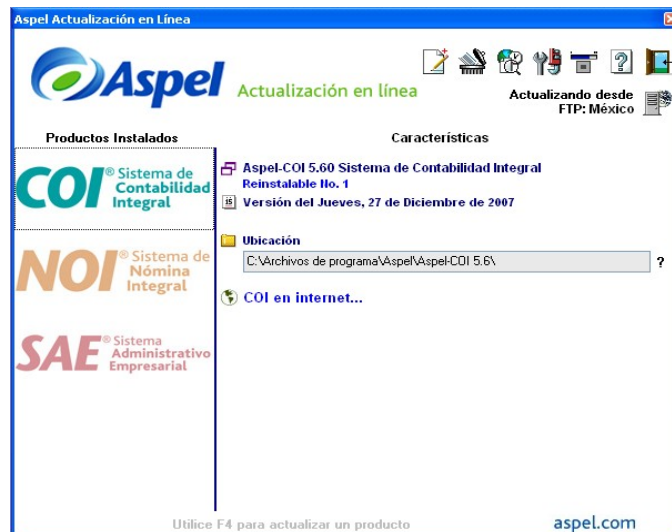 Aspel Actualización en Línea
Aspel Actualización en línea
Actualizando desde
FTP: México
Productos Instalados
Características
COI® Sistema de
Contabilidad
Integral
NOI® Sistema de
Nómina
Integral
SAE® Sistema
Administrativo
Empresarial
Aspel-COI 5.60 Sistema de Contabilidad Integral
Reinstalable No. 1
Versión del Jueves, 27 de Diciembre de 2007
Ubicación
C:\Archivos de programa\Aspel\Aspel-COI 5.6\
?
COI en internet...
Utilice F4 para actualizar un producto
aspel.com